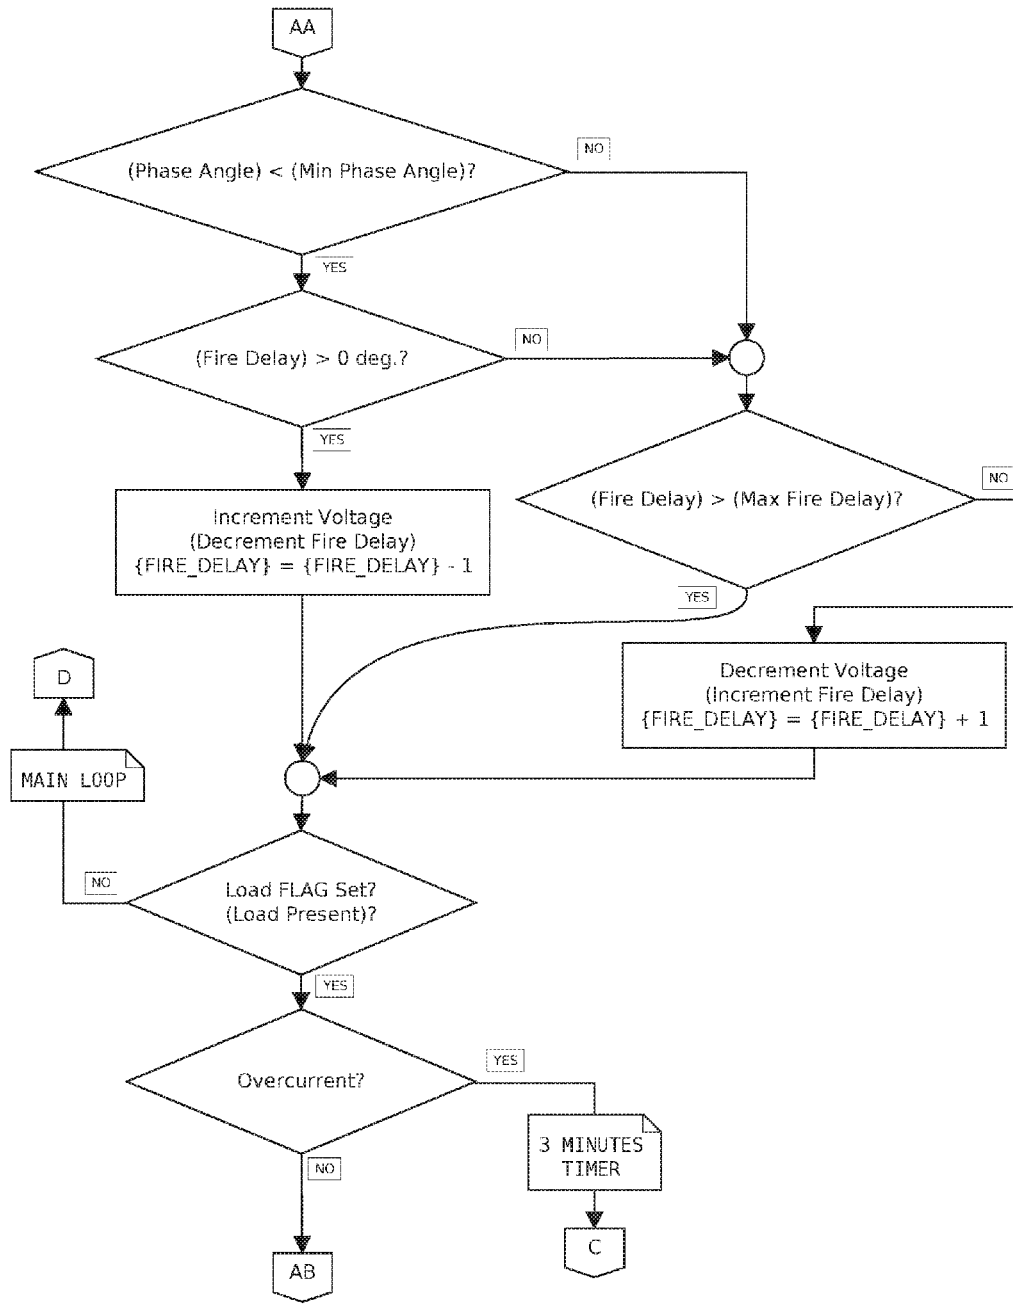 AA
(Phase Angle) < (Min Phase Angle)?
NO
YES
(Fire Delay) > 0 deg.?
NO
YES
(Fire Delay) > (Max Fire Delay)?
NO
YES
Increment Voltage
(Decrement Fire Delay)
{FIRE_DELAY} = {FIRE_DELAY} - 1
Decrement Voltage
(Increment Fire Delay)
{FIRE_DELAY} = {FIRE_DELAY} + 1
D
MAIN LOOP
NO
Load FLAG Set?
(Load Present)?
YES
Overcurrent?
YES
3 MINUTES
TIMER
NO
C
AB